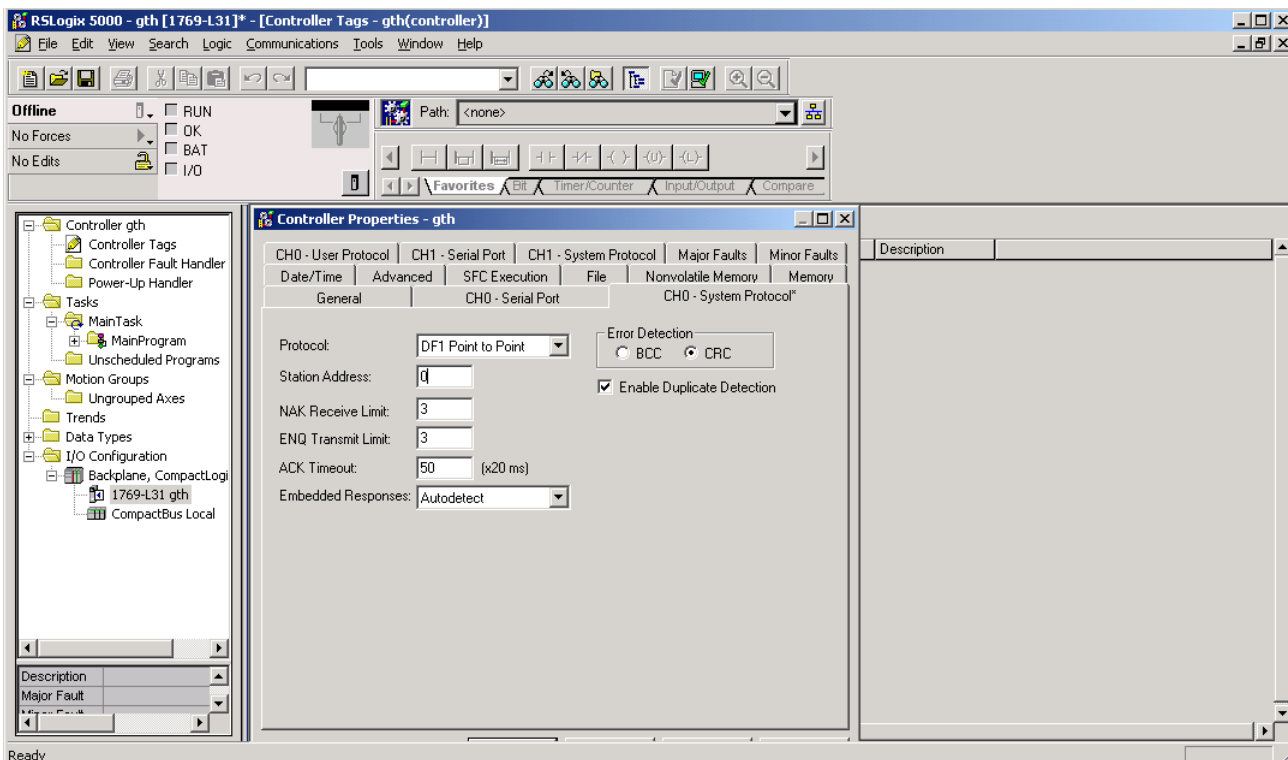 RSLogix 5000 - gth [1769-L31]* - [Controller Tags - gth(controller)]
File Edit View Search Logic Communications Tools Window Help
Offline
RUN
No Forces
OK
BAT
No Edits
I/O
Path: <none>
Favorites Bit Timer/Counter Input/Output Compare
Controller gth
Controller Tags
Controller Fault Handler
Power-Up Handler
Tasks
MainTask
MainProgram
Unscheduled Programs
Motion Groups
Ungrouped Axes
Trends
Data Types
I/O Configuration
Backplane, CompactLogi
1769-L31 gth
CompactBus Local
Description
Major Fault
Controller Properties - gth
CH0 - User Protocol CH1 - Serial Port CH1 - System Protocol Major Faults Minor Faults
Date/Time Advanced SFC Execution File Nonvolatile Memory Memory
General CH0 - Serial Port CH0 - System Protocol*
Protocol: DF1 Point to Point
Station Address: 0
NAK Receive Limit: 3
ENQ Transmit Limit: 3
ACK Timeout: 50 (x20 ms)
Embedded Responses: Autodetect
Error Detection
BCC CRC
Enable Duplicate Detection
Description
Ready